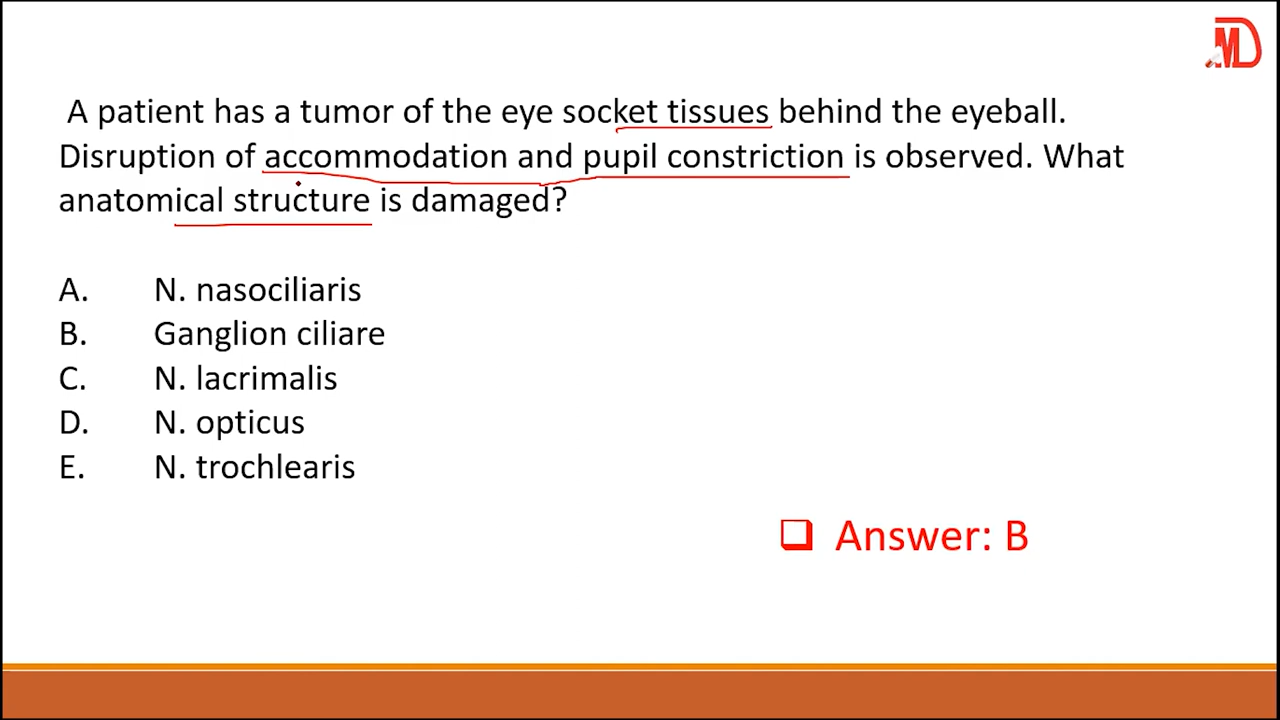 MD
A patient has a tumor of the eye socket tissues behind the eyeball.
Disruption of accommodation and pupil constriction is observed. What
anatomical structure is damaged?
A. N. nasociliaris
B. Ganglion ciliare
C. N. lacrimalis
D. N. opticus
E. N. trochlearis
Answer: B